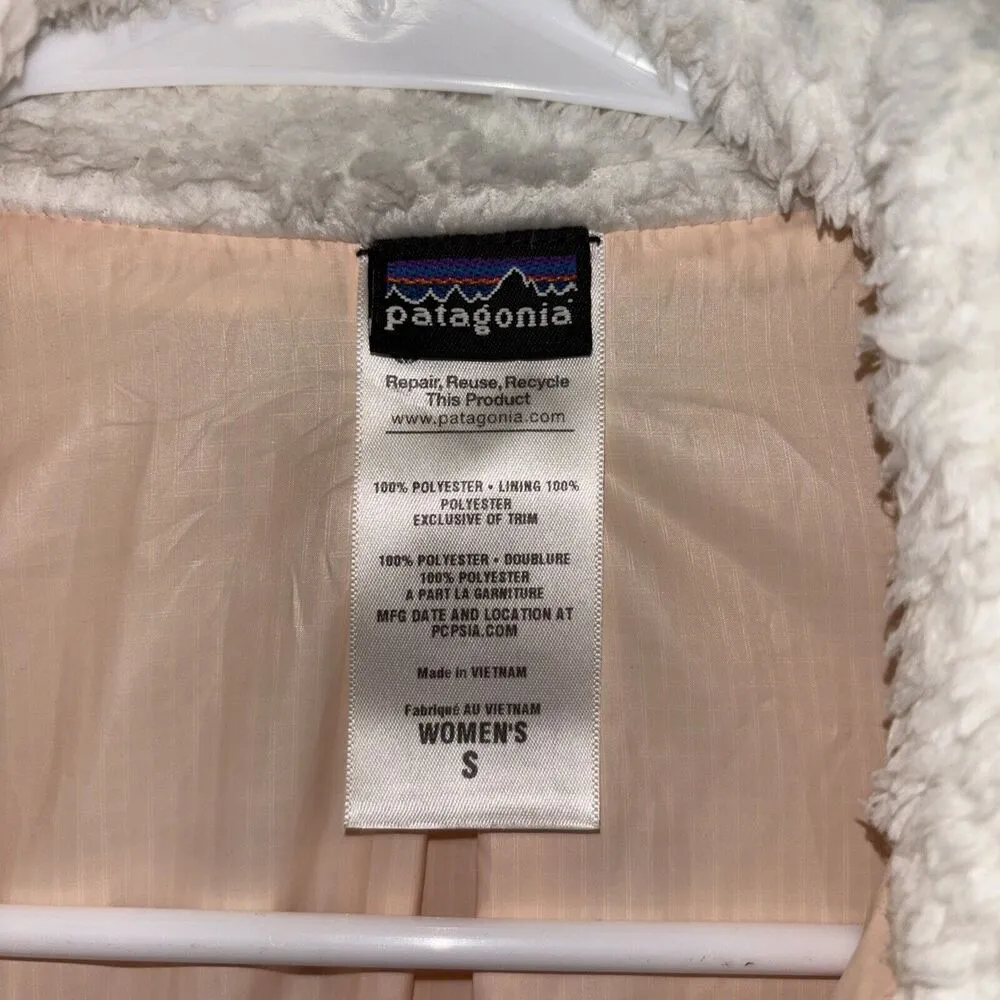 patagonia
Repair, Reuse, Recycle
This Product
www.patagonia.com
100% POLYESTER • LINING 100%
POLYESTER
EXCLUSIVE OF TRIM
100% POLYESTER • DOUBLURE
100% POLYESTER
A PART LA GARNITURE
MFG DATE AND LOCATION AT
PCPSIA.COM
Made in VIETNAM
Fabriqué AU VIETNAM
WOMEN'S
S